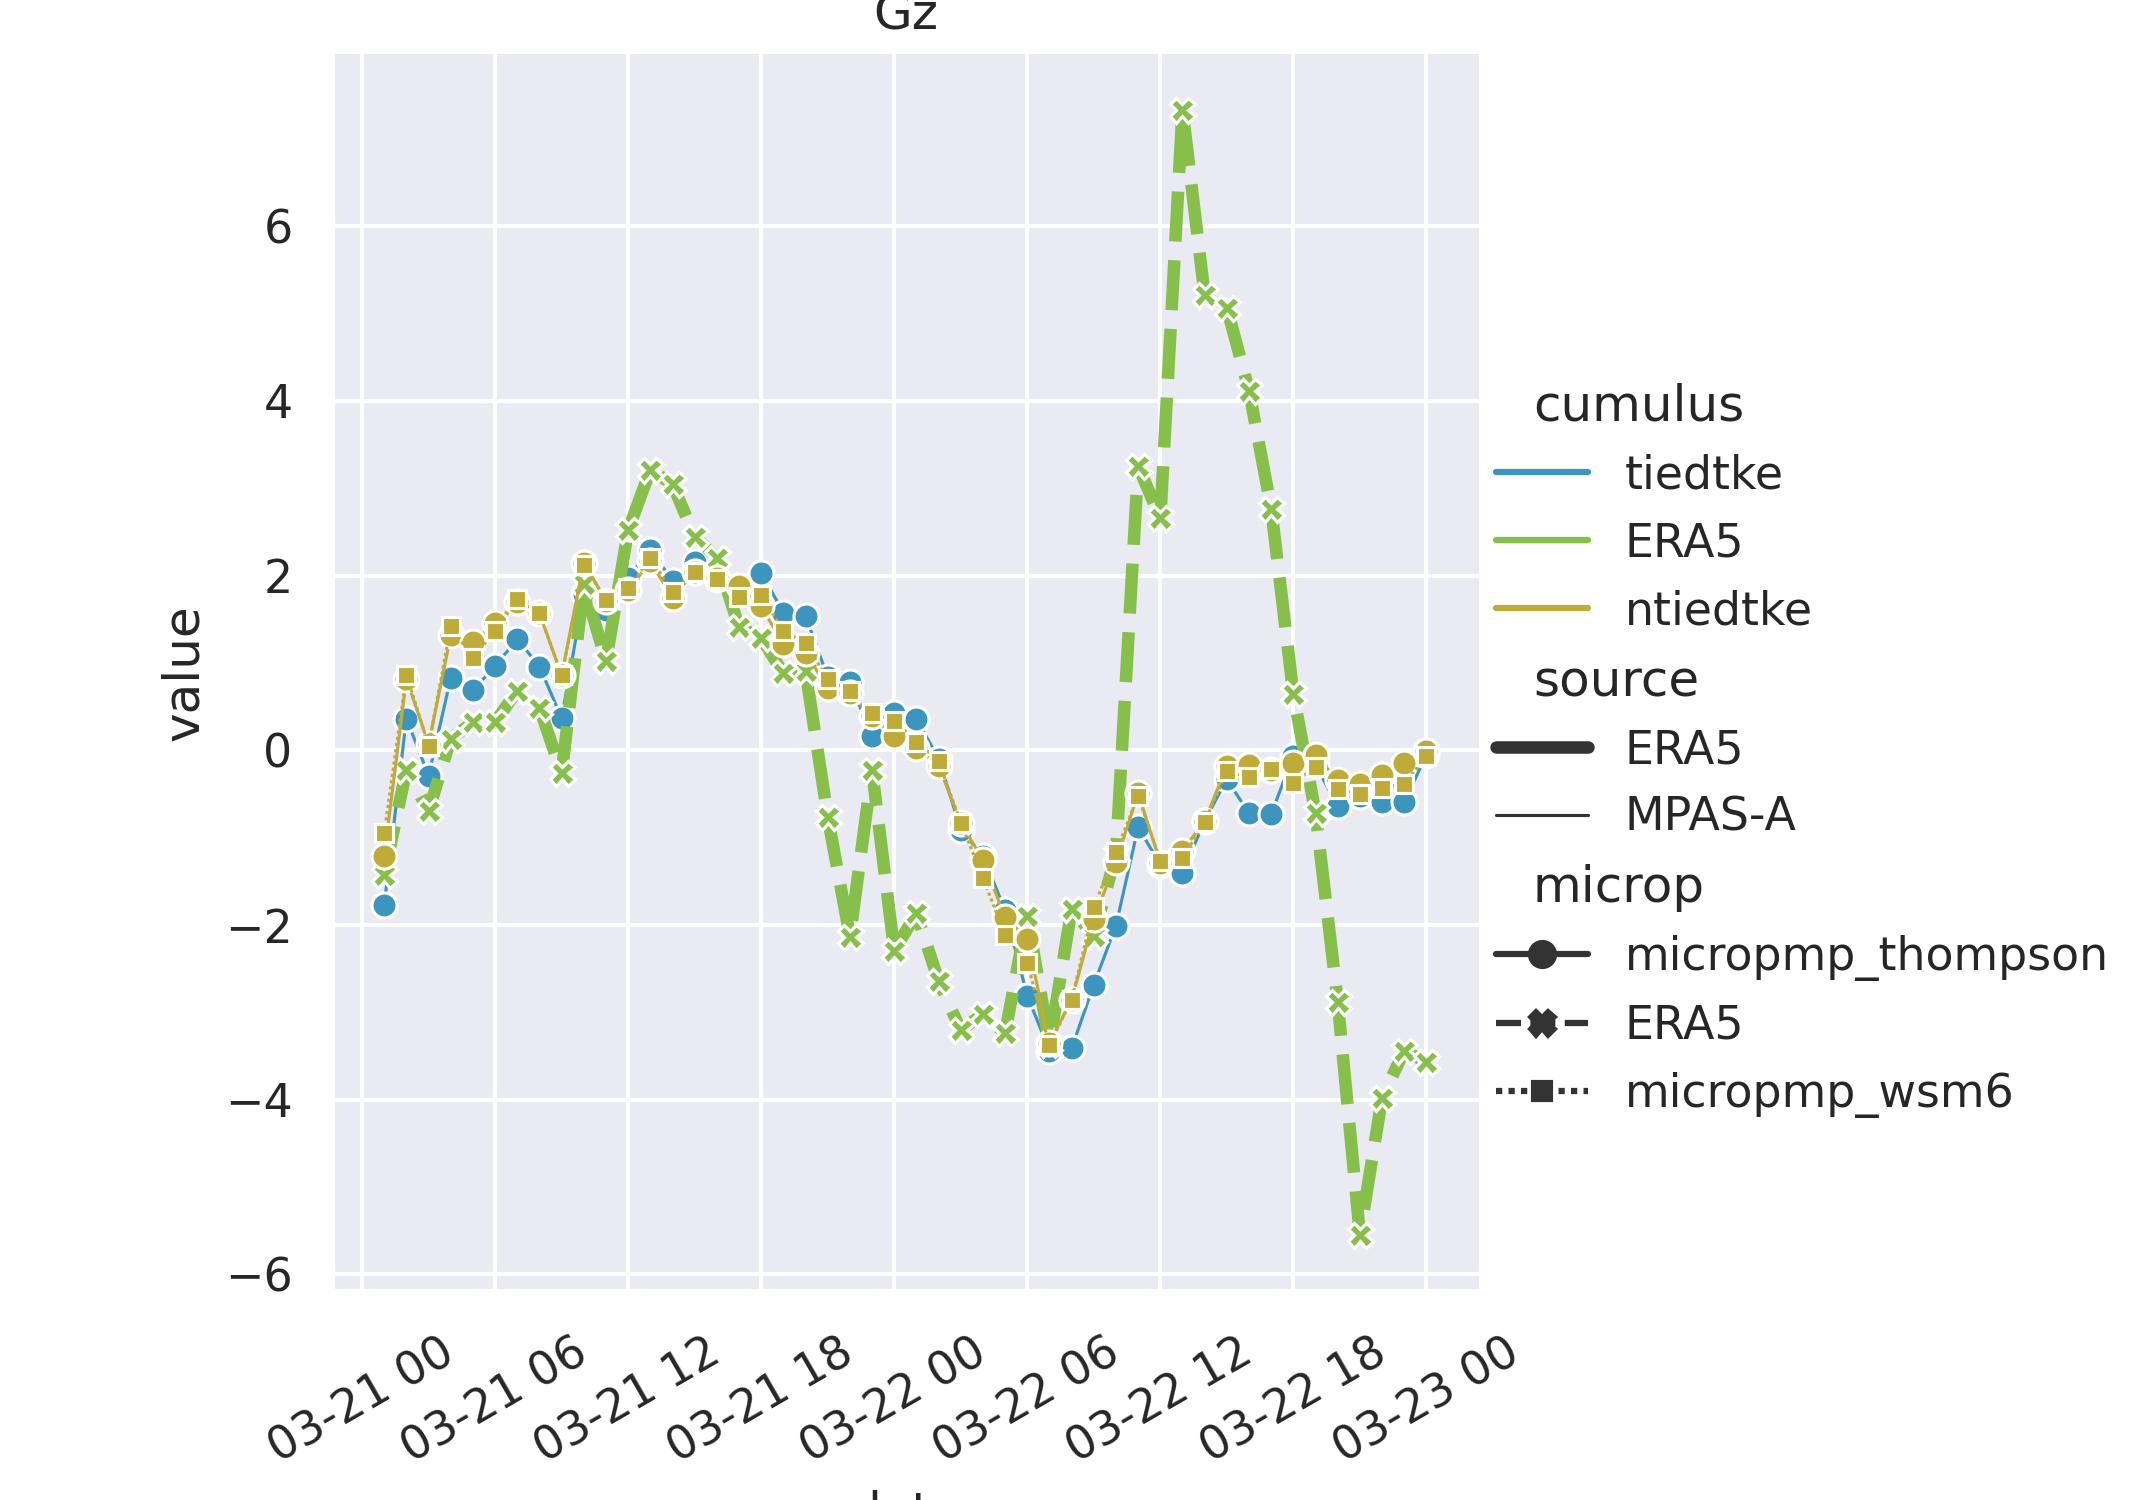 Gz
value
6
4
2
0
−2
−4
−6
03-21 00
03-21 06
03-21 12
03-21 18
03-22 00
03-22 06
03-22 12
03-22 18
03-23 00
cumulus
tiedtke
ERA5
ntiedtke
source
ERA5
MPAS-A
microp
micropmp_thompson
ERA5
micropmp_wsm6